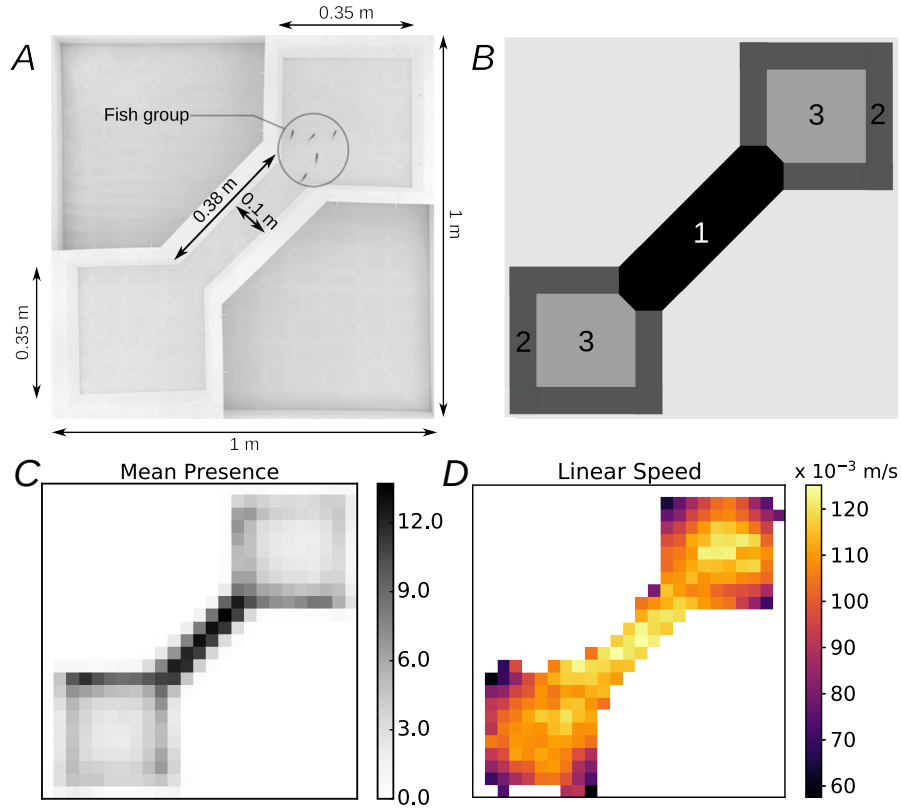 A
0.35 m
Fish group
0.38 m
0.1 m
1 m
0.35 m
1 m
B
3
2
1
2
3
C
Mean Presence
12.0
9.0
6.0
3.0
0.0
D
Linear Speed
x 10⁻³ m/s
120
110
100
90
80
70
60